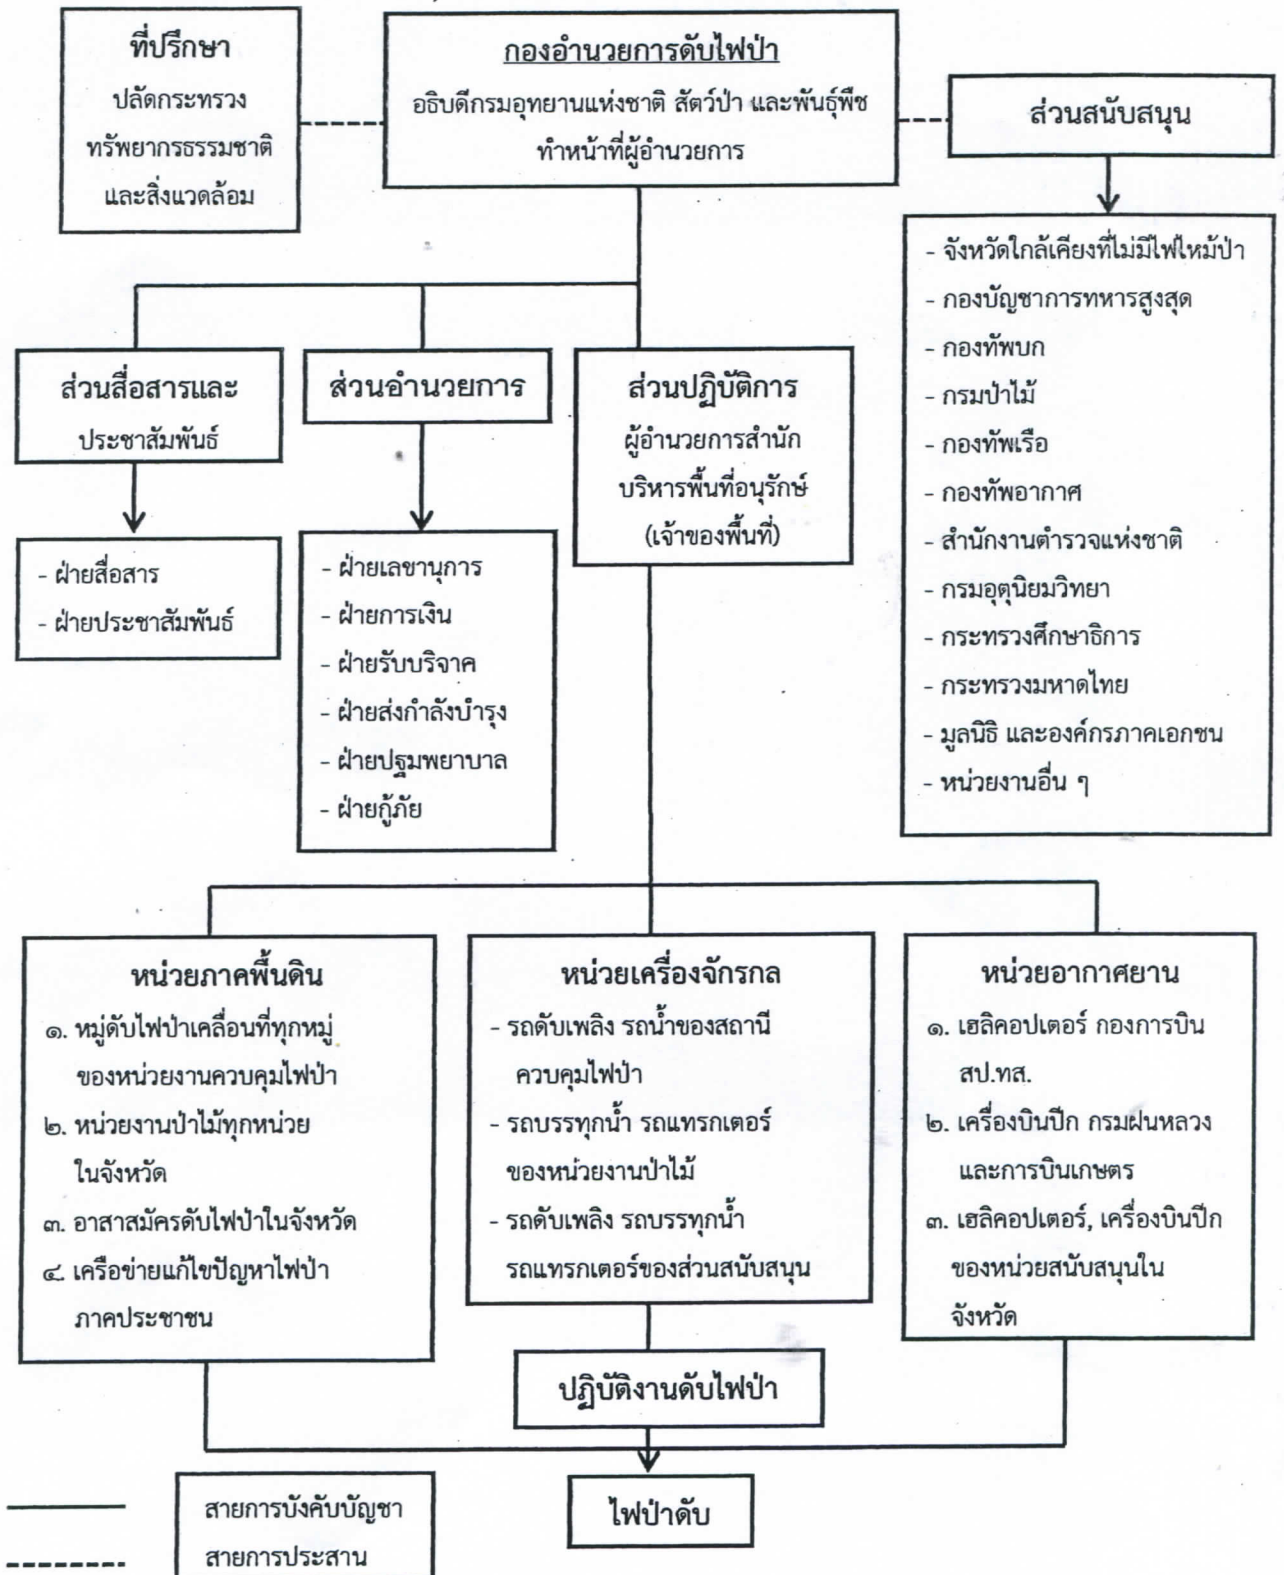 ที่ปรึกษา
ปลัดกระทรวง
ทรัพยากรธรรมชาติ
และสิ่งแวดล้อม
กองอำนวยการดับไฟป่า
อธิบดีกรมอุทยานแห่งชาติ สัตว์ป่า และพันธุ์พืช
ทำหน้าที่ผู้อำนวยการ
ส่วนสนับสนุน
- จังหวัดใกล้เคียงที่ไม่มีไฟไหม้ป่า
- กองบัญชาการทหารสูงสุด
- กองทัพบก
- กรมป่าไม้
- กองทัพเรือ
- กองทัพอากาศ
- สำนักงานตำรวจแห่งชาติ
- กรมอุตุนิยมวิทยา
- กระทรวงศึกษาธิการ
- กระทรวงมหาดไทย
- มูลนิธิ และองค์กรภาคเอกชน
- หน่วยงานอื่น ๆ
ส่วนสื่อสารและ
ประชาสัมพันธ์
- ฝ่ายสื่อสาร
- ฝ่ายประชาสัมพันธ์
ส่วนอำนวยการ
- ฝ่ายเลขานุการ
- ฝ่ายการเงิน
- ฝ่ายรับบริจาค
- ฝ่ายส่งกำลังบำรุง
- ฝ่ายปฐมพยาบาล
- ฝ่ายกู้ภัย
ส่วนปฏิบัติการ
ผู้อำนวยการสำนัก
บริหารพื้นที่อนุรักษ์
(เจ้าของพื้นที่)
หน่วยภาคพื้นดิน
๑. หมู่ดับไฟป่าเคลื่อนที่ทุกหมู่
ของหน่วยงานควบคุมไฟป่า
๒. หน่วยงานป่าไม้ทุกหน่วย
ในจังหวัด
๓. อาสาสมัครดับไฟป่าในจังหวัด
๔. เครือข่ายแก้ไขปัญหาไฟป่า
ภาคประชาชน
หน่วยเครื่องจักรกล
- รถดับเพลิง รถน้ำของสถานี
ควบคุมไฟป่า
- รถบรรทุกน้ำ รถแทรกเตอร์
ของหน่วยงานป่าไม้
- รถดับเพลิง รถบรรทุกน้ำ
รถแทรกเตอร์ของส่วนสนับสนุน
หน่วยอากาศยาน
๑. เฮลิคอปเตอร์ กองการบิน
สป.ทส.
๒. เครื่องบินปีก กรมฝนหลวง
และการบินเกษตร
๓. เฮลิคอปเตอร์, เครื่องบินปีก
ของหน่วยสนับสนุนใน
จังหวัด
ปฏิบัติงานดับไฟป่า
ไฟป่าดับ
สายการบังคับบัญชา
สายการประสาน